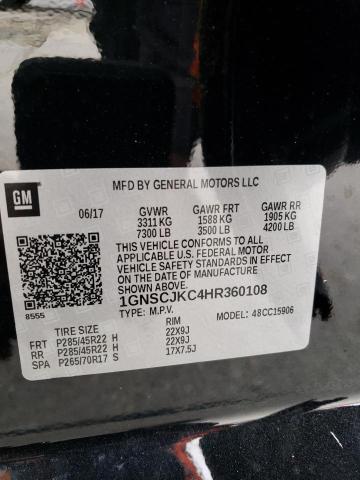 GM
MFD BY GENERAL MOTORS LLC
06/17 GVWR GAWR FRT GAWR RR
3311 KG 1588 KG 1905 KG
7300 LB 3500 LB 4200 LB
THIS VEHICLE CONFORMS TO ALL
APPLICABLE U.S. FEDERAL MOTOR
VEHICLE SAFETY STANDARDS IN EFFECT
ON THE DATE OF MANUFACTURE
SHOWN ABOVE.
1GNSCJKC4HR360108
TYPE: M.P.V.
8555
48CC15906
TIRE SIZE RIM
FRT P285/45R22 H 22X9J
RR P285/45R22 H 22X9J
SPA P265/70R17 S 17X7.5J